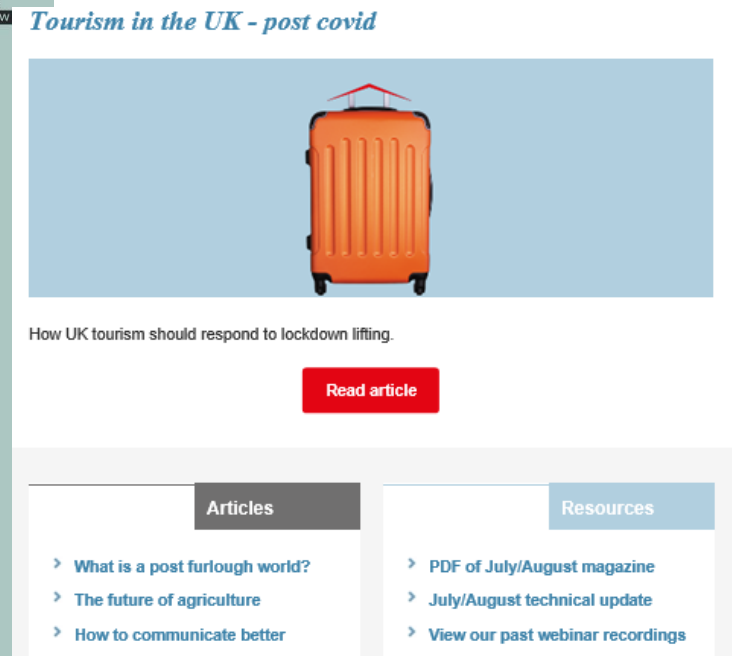 W
Tourism in the UK - post covid
How UK tourism should respond to lockdown lifting.
Read article
Articles
What is a post furlough world?
The future of agriculture
How to communicate better
Resources
PDF of July/August magazine
July/August technical update
View our past webinar recordings